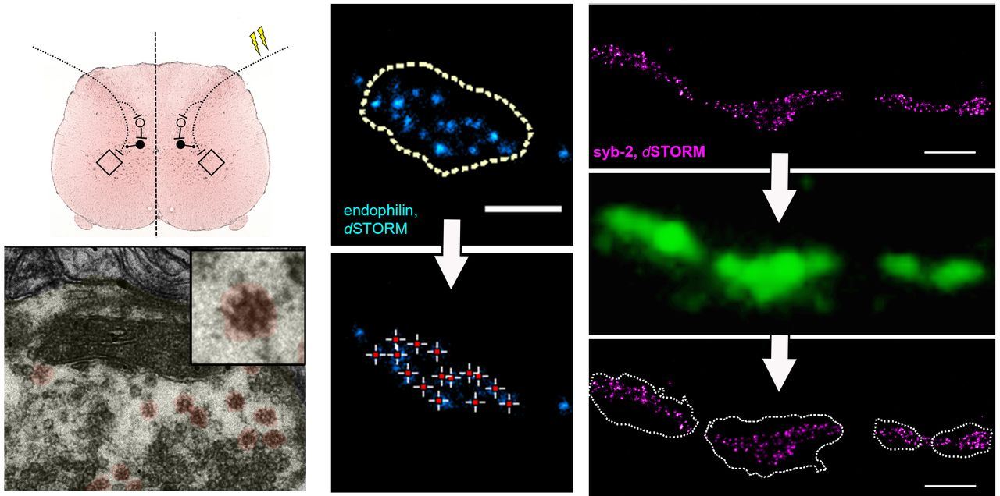 endophilin,
dSTORM
syb-2, dSTORM